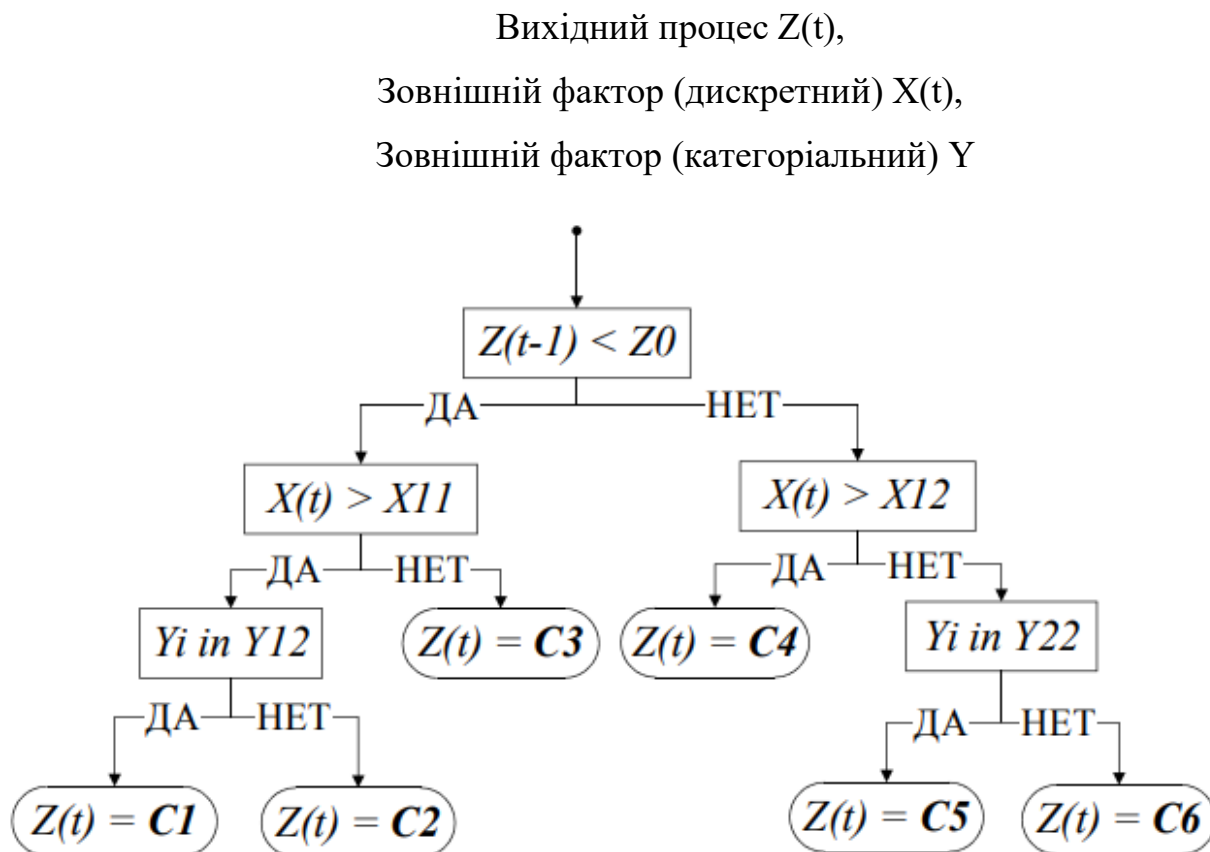 Вихідний процес Z(t),
Зовнішній фактор (дискретний) X(t),
Зовнішній фактор (категоріальний) Y
Z(t-1) < Z0
ДА НЕТ
X(t) > X11 X(t) > X12
ДА НЕТ ДА НЕТ
Yi in Y12 Z(t) = C3 Z(t) = C4 Yi in Y22
ДА НЕТ ДА НЕТ
Z(t) = C1 Z(t) = C2 Z(t) = C5 Z(t) = C6